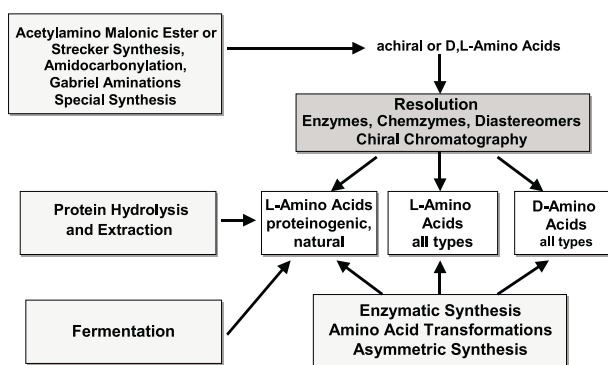 Acetylamino Malonic Ester or
Strecker Synthesis,
Amidocarbonylation,
Gabriel Aminations
Special Synthesis
achiral or D,L-Amino Acids
Resolution
Enzymes, Chemzymes, Diastereomers
Chiral Chromatography
Protein Hydrolysis
and Extraction
L-Amino Acids
proteinogenic,
natural
L-Amino
Acids
all types
D-Amino
Acids
all types
Fermentation
Enzymatic Synthesis
Amino Acid Transformations
Asymmetric Synthesis